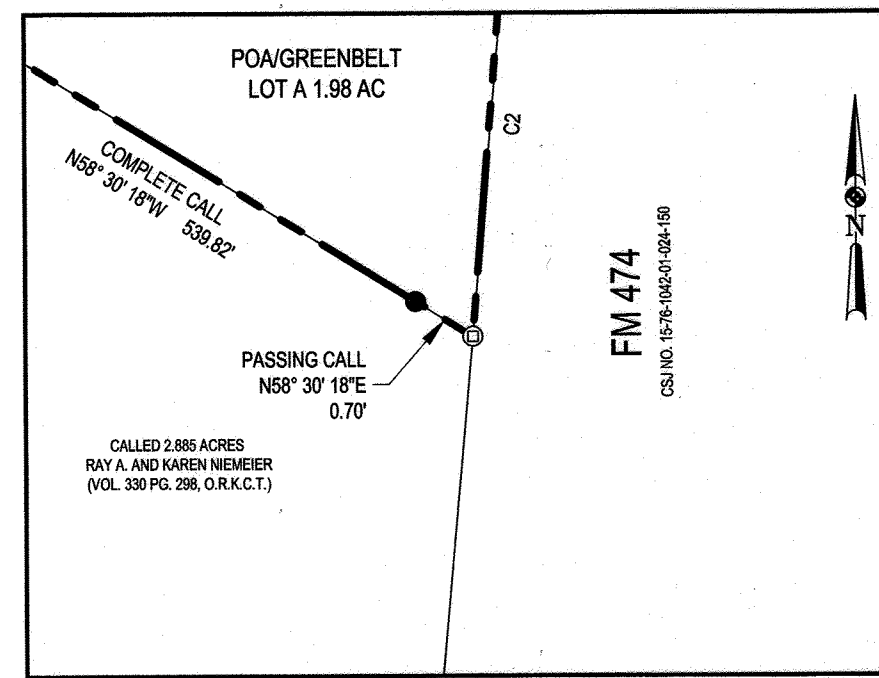 POA/GREENBELT
LOT A 1.98 AC
C2
COMPLETE CALL
N58° 30' 18"W 539.82'
N
FM 474
CSJ NO. 15-76-1042-01-024-150
PASSING CALL
N58° 30' 18"E
0.70'
CALLED 2.885 ACRES
RAY A. AND KAREN NIEMEIER
(VOL. 330 PG. 298, O.R.K.C.T.)